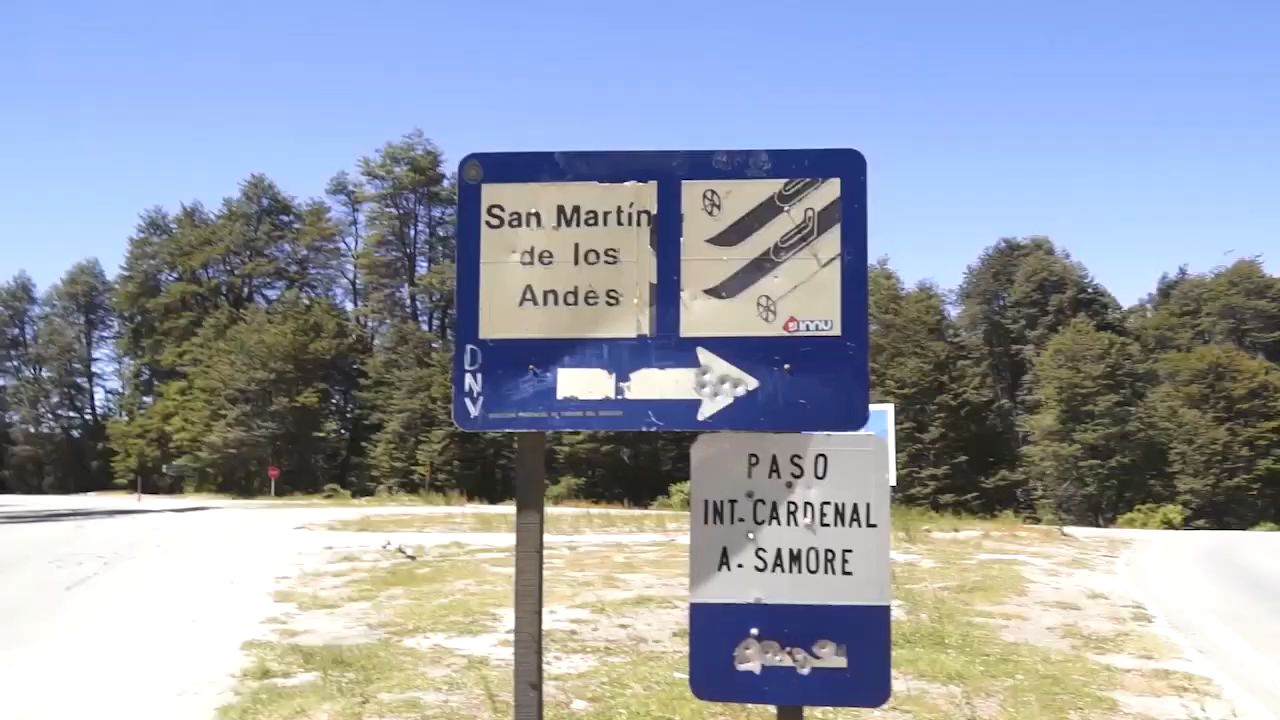 San Martín
de los
Andes
INNU
DNV
PASO
INT. CARDENAL
A. SAMORE